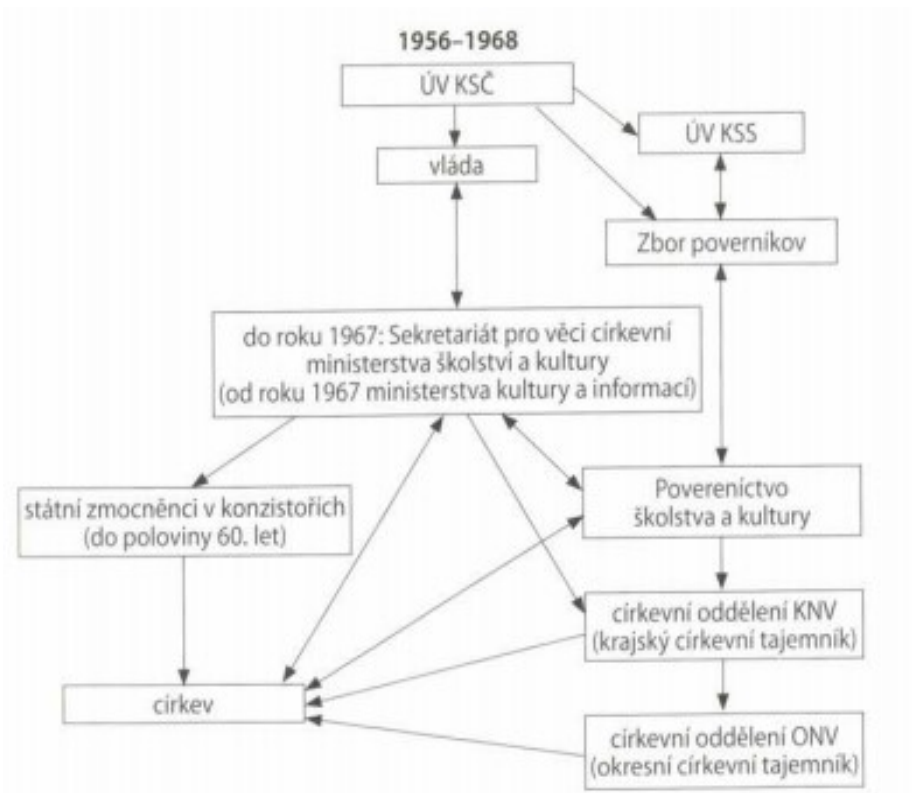 1956–1968
ÚV KSČ
ÚV KSS
vláda
Zbor poverníkov
do roku 1967: Sekretariát pro věci církevní
ministerstva školství a kultury
(od roku 1967 ministerstva kultury a informací)
státní zmocněnci v konzistořích
(do poloviny 60. let)
Povereníctvo
školstva a kultury
církevní oddělení KNV
(krajský církevní tajemník)
církev
církevní oddělení ONV
(okresní církevní tajemník)